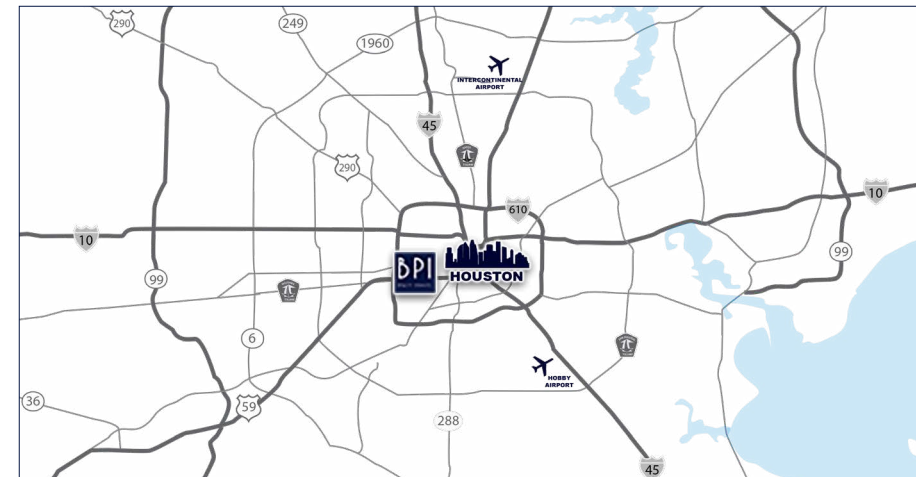 290
249
1960
INTERCONTINENTAL
AIRPORT
45
290
610
10
10
99
BPI
HOUSTON
99
6
HOBBY
AIRPORT
36
59
288
45